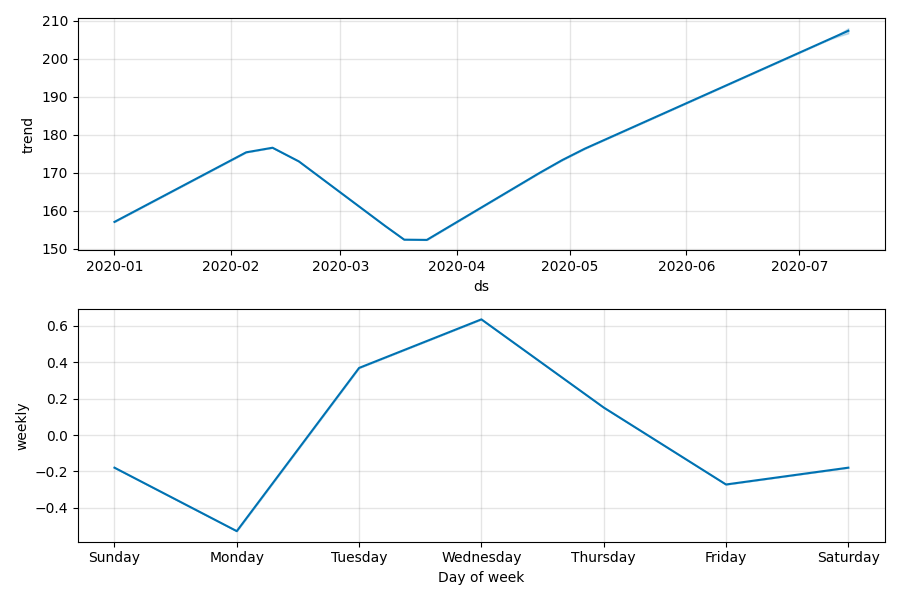 210
200
190
180
170
160
150
trend
2020-01 2020-02 2020-03 2020-04 2020-05 2020-06 2020-07
ds
0.6
0.4
0.2
0.0
−0.2
−0.4
weekly
Sunday Monday Tuesday Wednesday Thursday Friday Saturday
Day of week